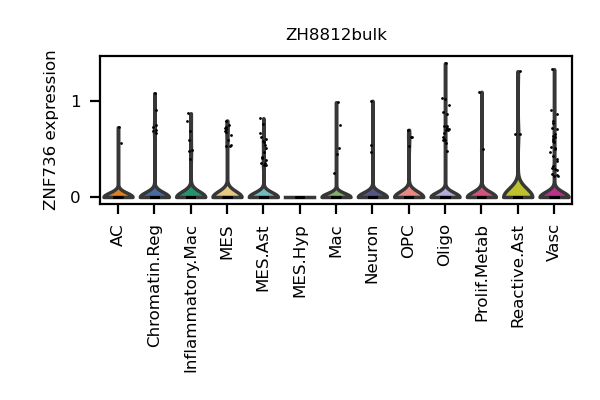 ZH8812bulk
ZNF736 expression
1
0
AC
Chromatin.Reg
Inflammatory.Mac
MES
MES.Ast
MES.Hyp
Mac
Neuron
OPC
Oligo
Prolif.Metab
Reactive.Ast
Vasc